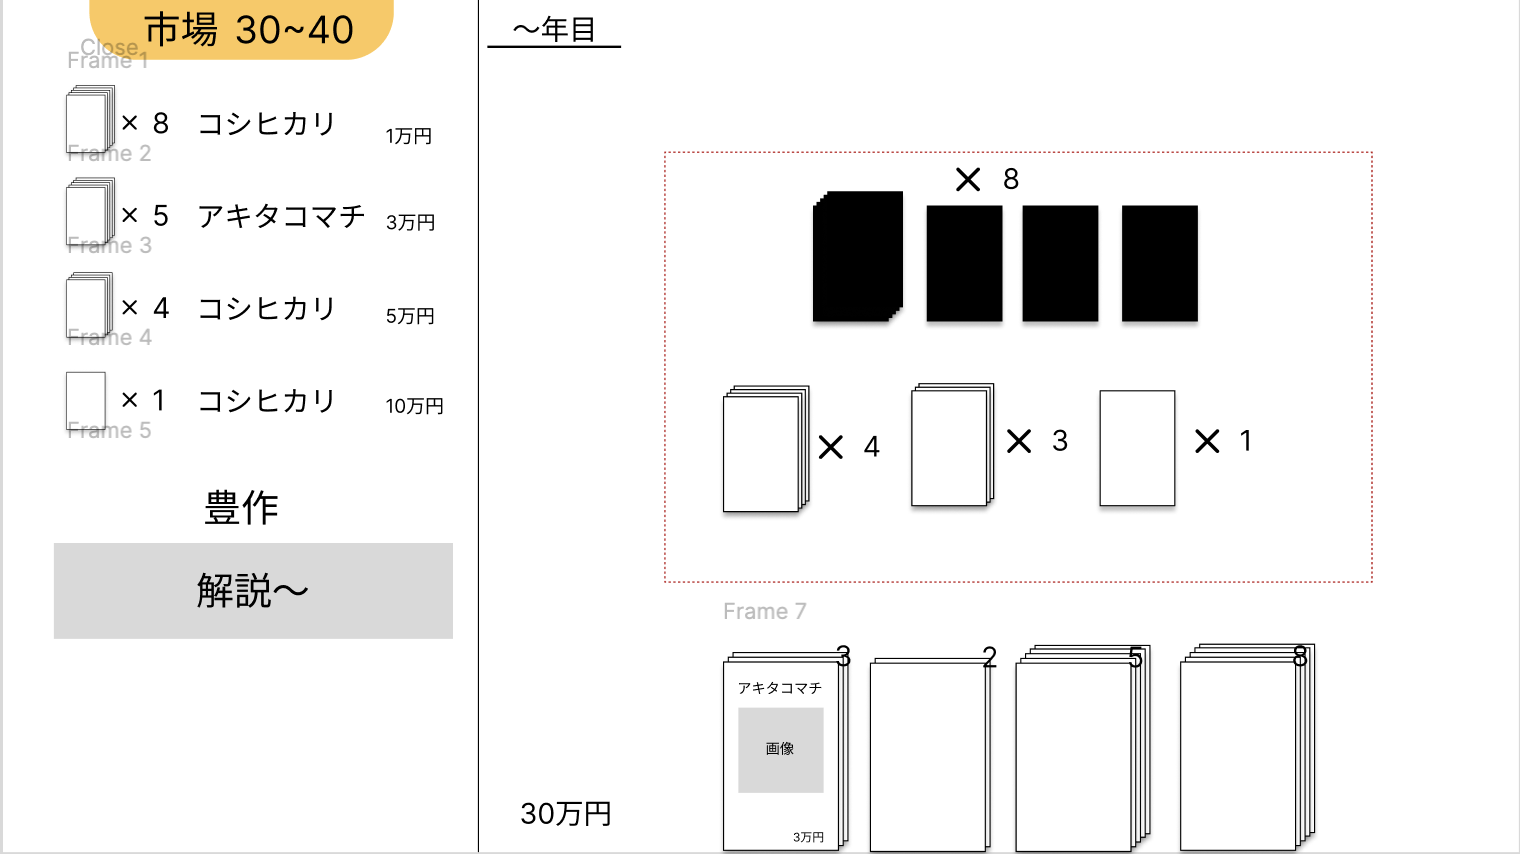 市場 30~40
Close
Frame 1
× 8 コシヒカリ 1万円
Frame 2
× 5 アキタコマチ 3万円
Frame 3
× 4 コシヒカリ 5万円
Frame 4
× 1 コシヒカリ 10万円
Frame 5
豊作
解説〜
〜年目
× 8
× 4 × 3 × 1
Frame 7
3 2 5 8
アキタコマチ
画像
3万円
30万円